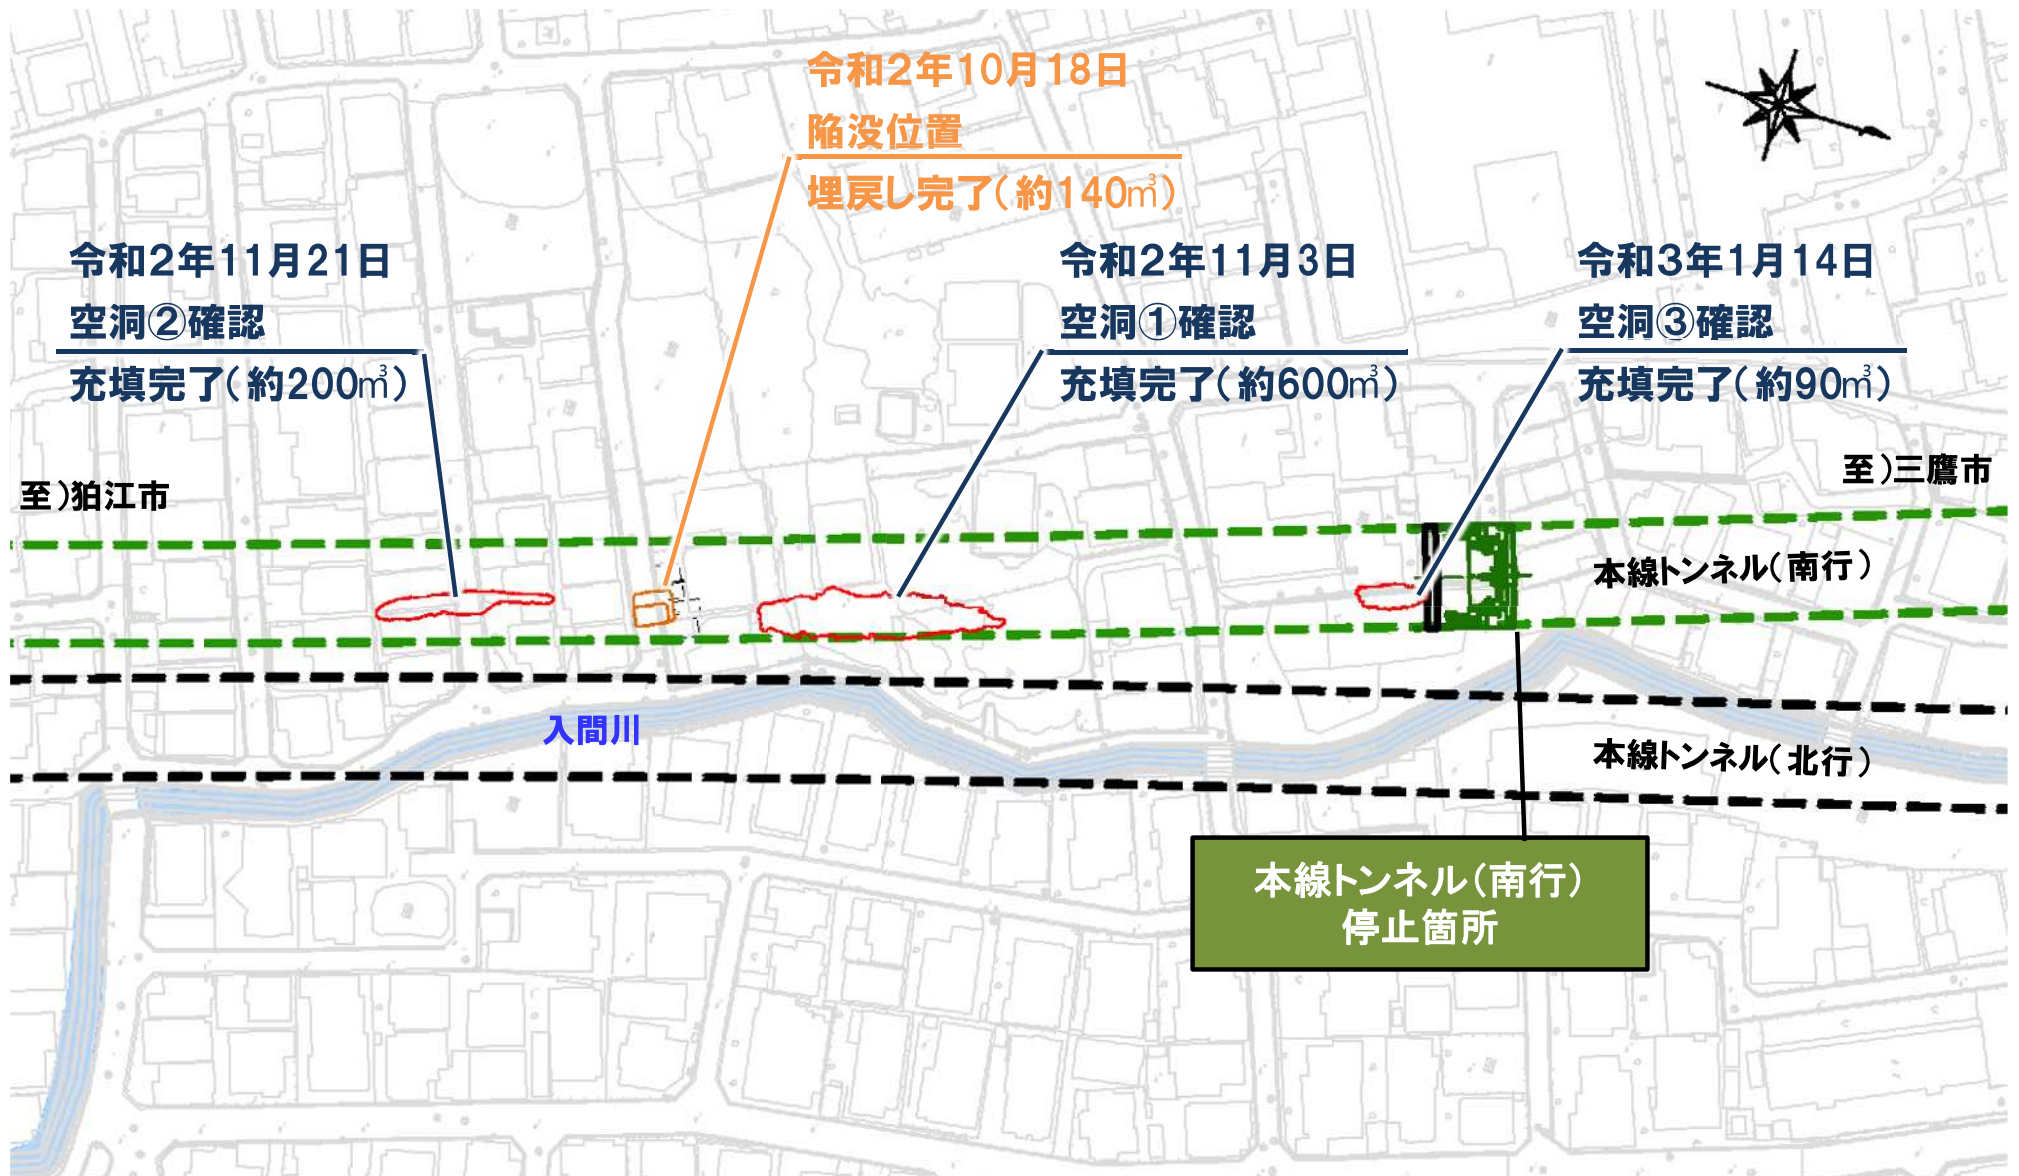 令和2年10月18日
陥没位置
埋戻し完了(約140㎥)
令和2年11月21日
空洞②確認
充填完了(約200㎥)
令和2年11月3日
空洞①確認
充填完了(約600㎥)
令和3年1月14日
空洞③確認
充填完了(約90㎥)
至)狛江市
至)三鷹市
本線トンネル(南行)
入間川
本線トンネル(北行)
本線トンネル(南行)
停止箇所